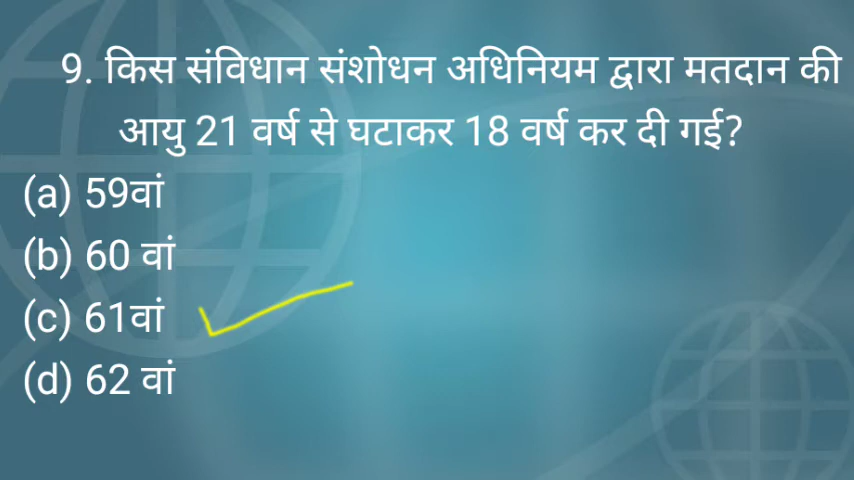 9. किस संविधान संशोधन अधिनियम द्वारा मतदान की
आयु 21 वर्ष से घटाकर 18 वर्ष कर दी गई?
(a) 59वां
(b) 60 वां
(c) 61वां
(d) 62 वां